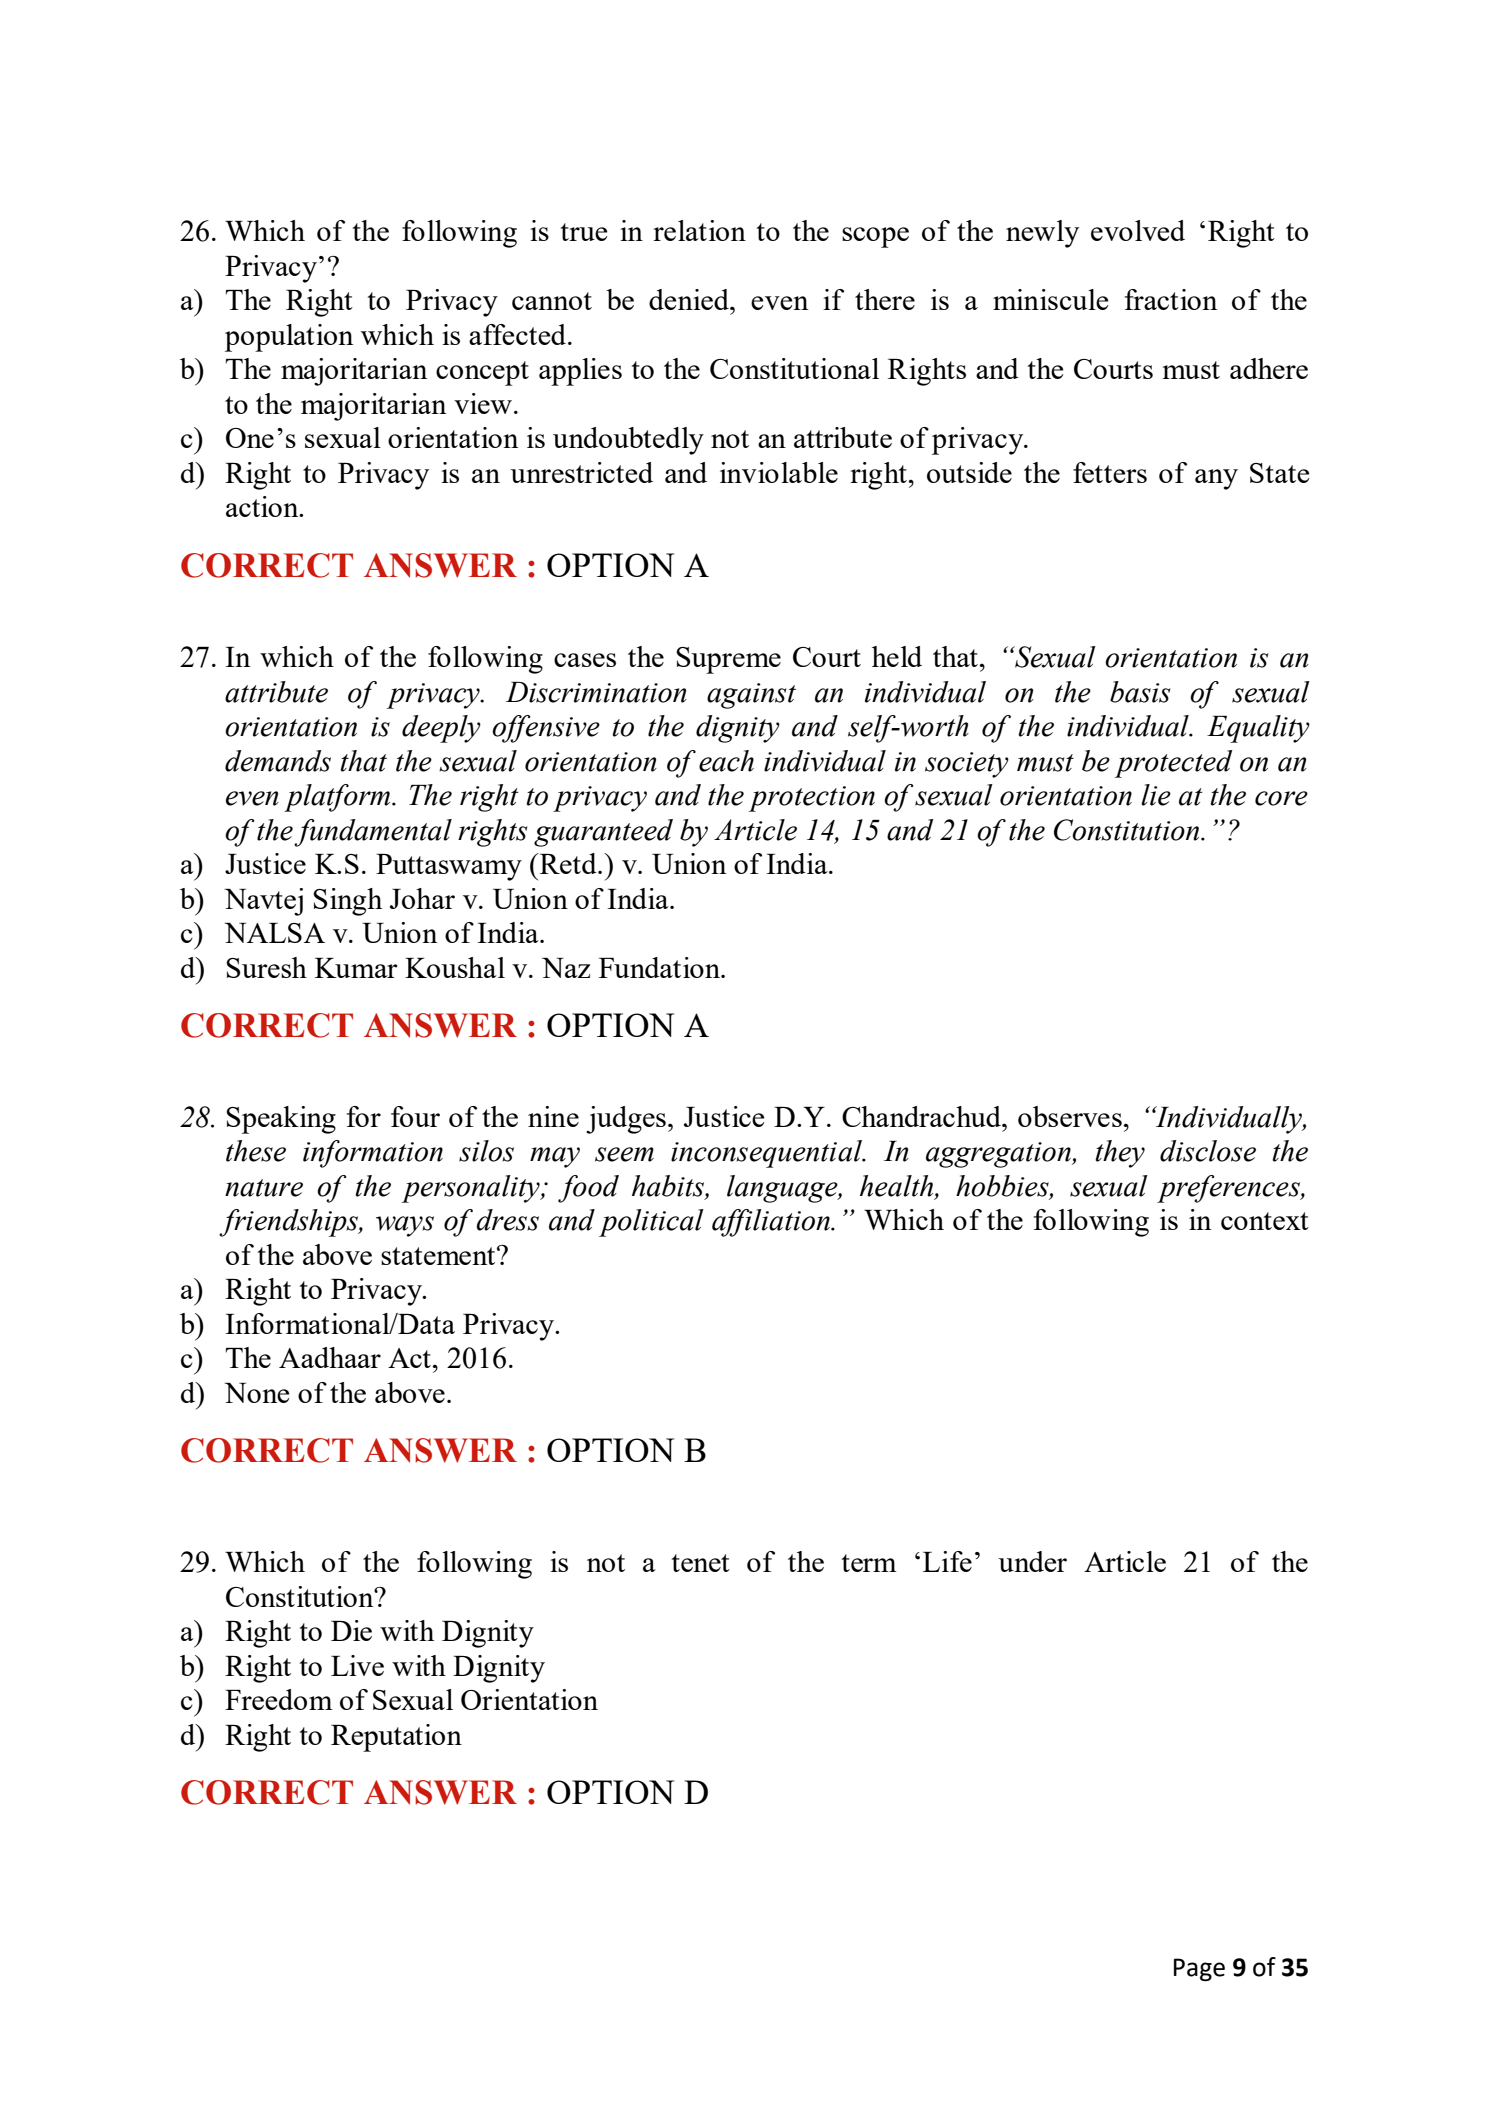 26. Which of the following is true in relation to the scope of the newly evolved ‘Right to
Privacy’?
a) The Right to Privacy cannot be denied, even if there is a miniscule fraction of the
population which is affected.
b) The majoritarian concept applies to the Constitutional Rights and the Courts must adhere
to the majoritarian view.
c) One’s sexual orientation is undoubtedly not an attribute of privacy.
d) Right to Privacy is an unrestricted and inviolable right, outside the fetters of any State
action.
CORRECT ANSWER : OPTION A
27. In which of the following cases the Supreme Court held that, “Sexual orientation is an
attribute of privacy. Discrimination against an individual on the basis of sexual
orientation is deeply offensive to the dignity and self-worth of the individual. Equality
demands that the sexual orientation of each individual in society must be protected on an
even platform. The right to privacy and the protection of sexual orientation lie at the core
of the fundamental rights guaranteed by Article 14, 15 and 21 of the Constitution.”?
a) Justice K.S. Puttaswamy (Retd.) v. Union of India.
b) Navtej Singh Johar v. Union of India.
c) NALSA v. Union of India.
d) Suresh Kumar Koushal v. Naz Fundation.
CORRECT ANSWER : OPTION A
28. Speaking for four of the nine judges, Justice D.Y. Chandrachud, observes, “Individually,
these information silos may seem inconsequential. In aggregation, they disclose the
nature of the personality; food habits, language, health, hobbies, sexual preferences,
friendships, ways of dress and political affiliation.” Which of the following is in context
of the above statement?
a) Right to Privacy.
b) Informational/Data Privacy.
c) The Aadhaar Act, 2016.
d) None of the above.
CORRECT ANSWER : OPTION B
29. Which of the following is not a tenet of the term ‘Life’ under Article 21 of the
Constitution?
a) Right to Die with Dignity
b) Right to Live with Dignity
c) Freedom of Sexual Orientation
d) Right to Reputation
CORRECT ANSWER : OPTION D
Page 9 of 35